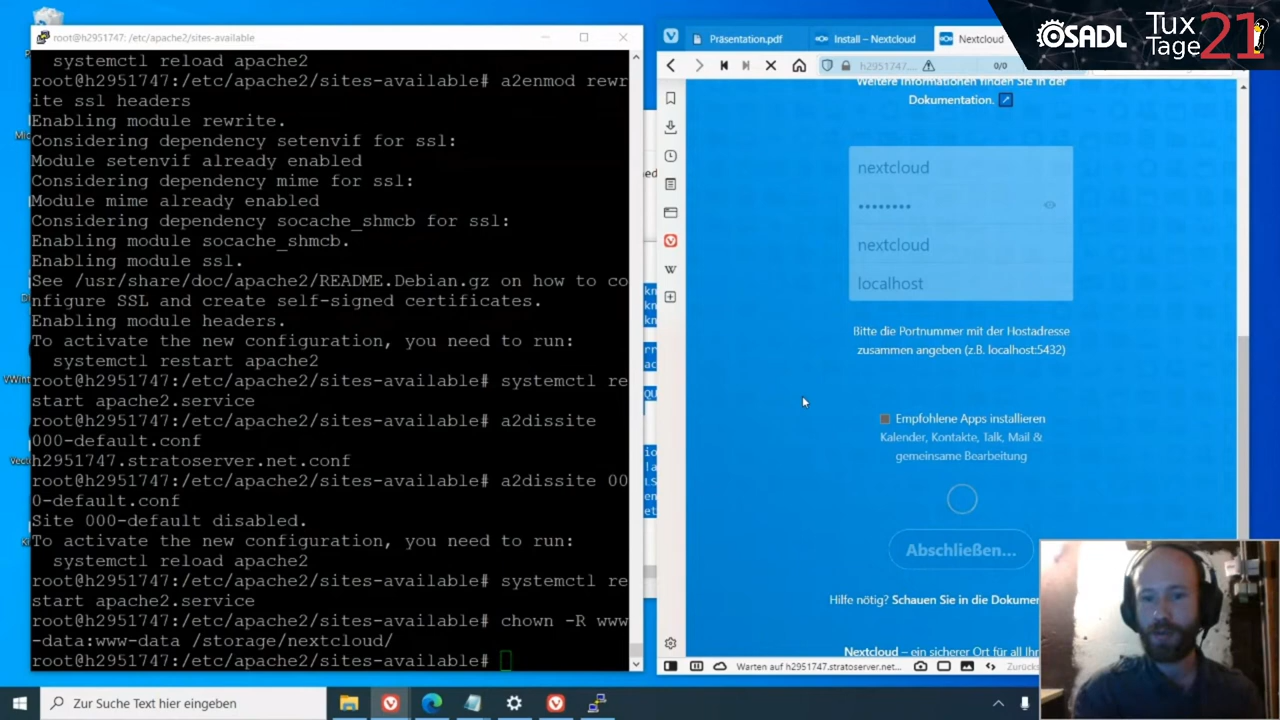 root@h2951747: /etc/apache2/sites-available
systemctl reload apache2
root@h2951747:/etc/apache2/sites-available# a2enmod rewr
ite ssl headers
Enabling module rewrite.
Considering dependency setenvif for ssl:
Module setenvif already enabled
Considering dependency mime for ssl:
Module mime already enabled
Considering dependency socache_shmcb for ssl:
Enabling module socache_shmcb.
Enabling module ssl.
See /usr/share/doc/apache2/README.Debian.gz on how to co
nfigure SSL and create self-signed certificates.
Enabling module headers.
To activate the new configuration, you need to run:
systemctl restart apache2
root@h2951747:/etc/apache2/sites-available# systemctl re
start apache2.service
root@h2951747:/etc/apache2/sites-available# a2dissite
000-default.conf
h2951747.stratoserver.net.conf
root@h2951747:/etc/apache2/sites-available# a2dissite 00
0-default.conf
Site 000-default disabled.
To activate the new configuration, you need to run:
systemctl reload apache2
root@h2951747:/etc/apache2/sites-available# systemctl re
start apache2.service
root@h2951747:/etc/apache2/sites-available# chown -R www
-data:www-data /storage/nextcloud/
root@h2951747:/etc/apache2/sites-available#
Präsentation.pdf
Install – Nextcloud
Nextcloud
h2951747....
0/0
OSADL
Tux
Tage
21
Weitere Informationen finden Sie in der
Dokumentation.
nextcloud
••••••••
nextcloud
localhost
Bitte die Portnummer mit der Hostadresse
zusammen angeben (z.B. localhost:5432)
Empfohlene Apps installieren
Kalender, Kontakte, Talk, Mail &
gemeinsame Bearbeitung
Abschließen...
Hilfe nötig? Schauen Sie in die Dokumen
Nextcloud – ein sicherer Ort für all Ihr
Warten auf h2951747.stratoserver.net...
Zurücks
Zur Suche Text hier eingeben